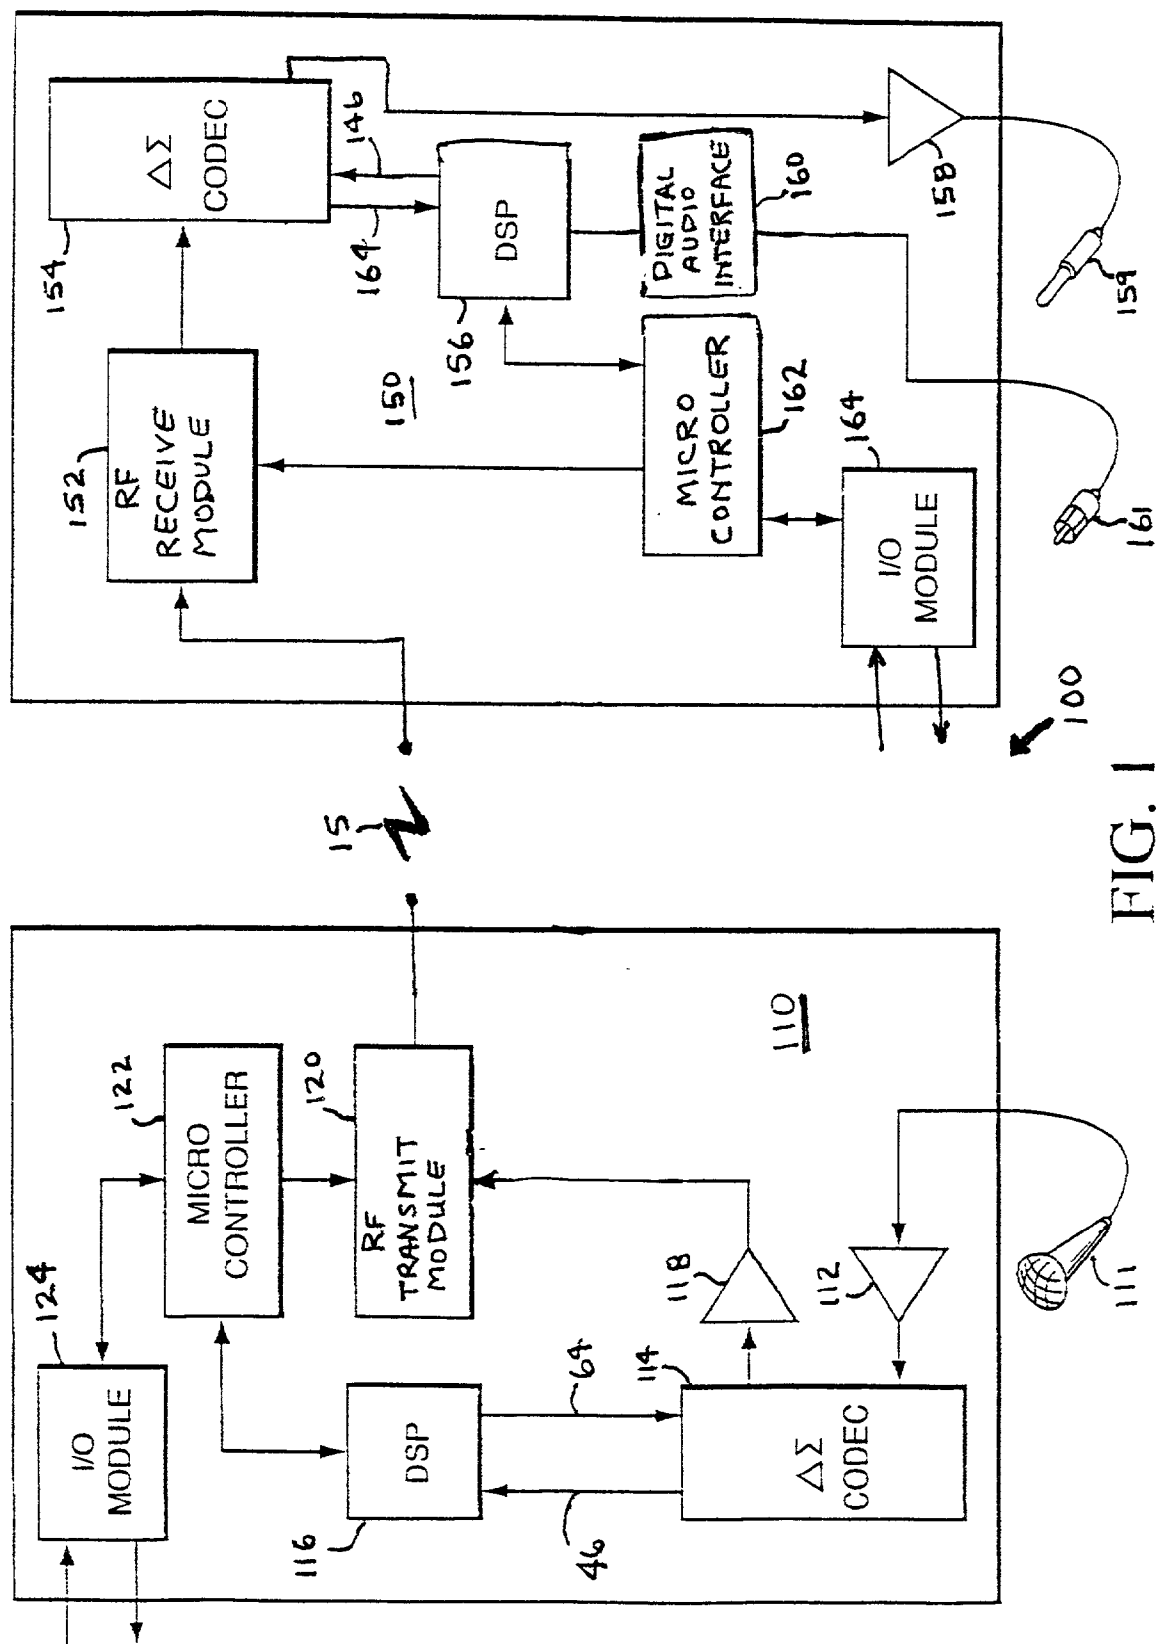 124
I/O
MODULE
122
MICRO
CONTROLLER
120
RF
TRANSMIT
MODULE
116
DSP
46
64
114
ΔΣ
CODEC
118
112
110
111
15
152
RF
RECEIVE
MODULE
154
ΔΣ
CODEC
164
146
150
156
DSP
DIGITAL
AUDIO
INTERFACE
160
MICRO
CONTROLLER
162
158
164
I/O
MODULE
161
159
100
FIG. 1